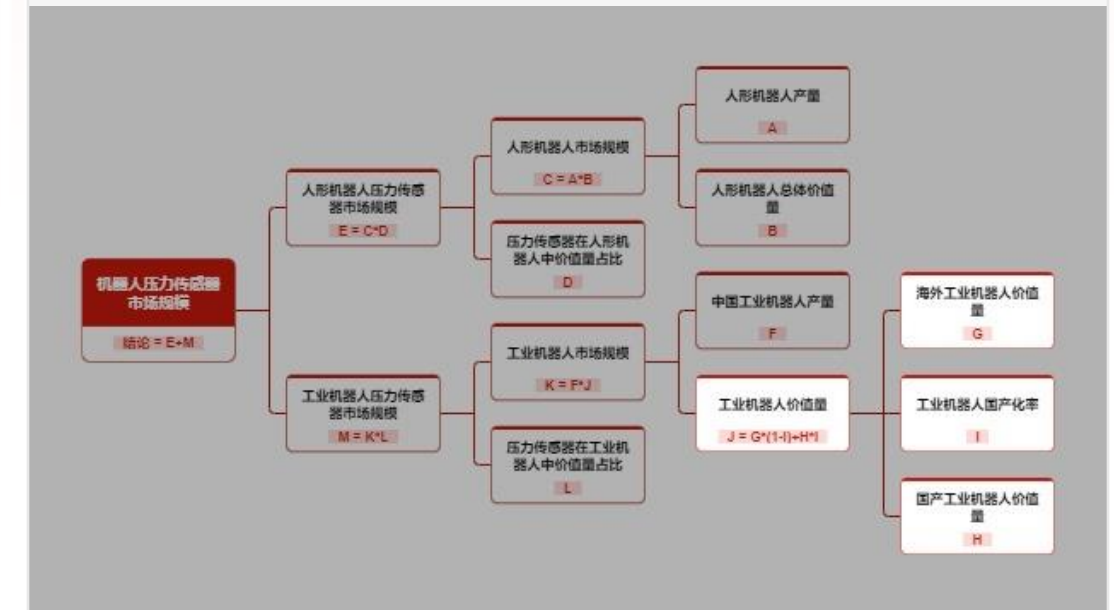 人形机器人产量
A
人形机器人市场规模
C = A*B
人形机器人压力传感
器市场规模
E = C*D
人形机器人总体价值
量
B
压力传感器在人形机
器人中价值量占比
D
机器人压力传感器
市场规模
结论 = E+M
中国工业机器人产量
F
海外工业机器人价值
量
G
工业机器人市场规模
K = F*J
工业机器人压力传感
器市场规模
M = K*L
工业机器人价值量
J = G*(1-I)+H*I
工业机器人国产化率
I
压力传感器在工业机
器人中价值量占比
L
国产工业机器人价值
量
H